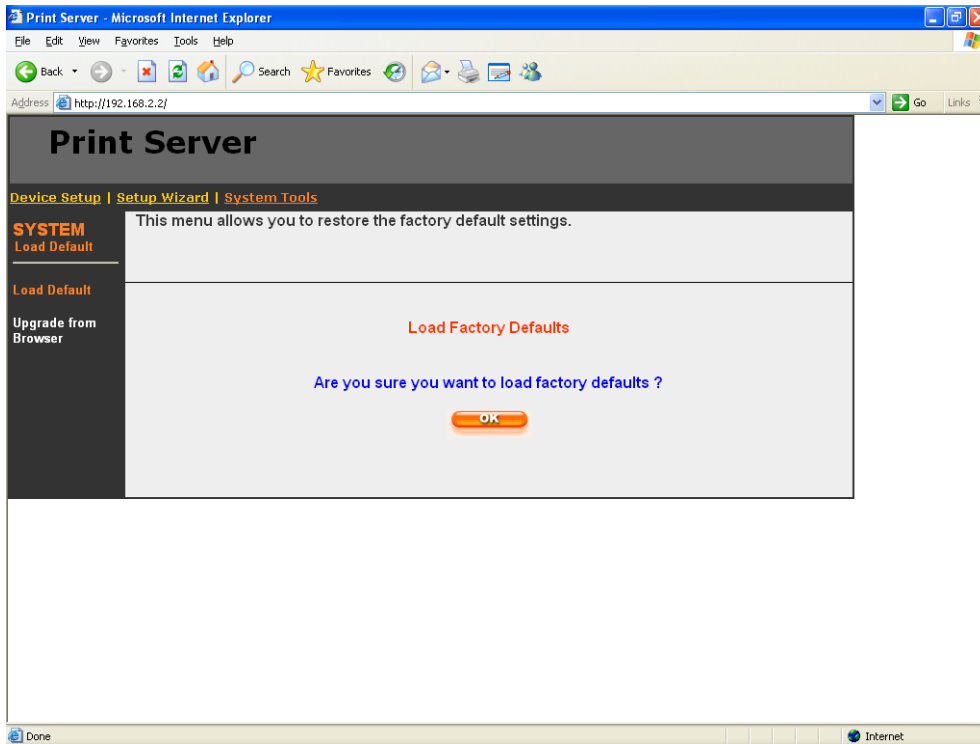 Print Server - Microsoft Internet Explorer
File Edit View Favorites Tools Help
Back Search Favorites
Address http://192.168.2.2/ Go Links
Print Server
Device Setup | Setup Wizard | System Tools
SYSTEM
Load Default
Load Default
Upgrade from
Browser
This menu allows you to restore the factory default settings.
Load Factory Defaults
Are you sure you want to load factory defaults ?
OK
Done Internet